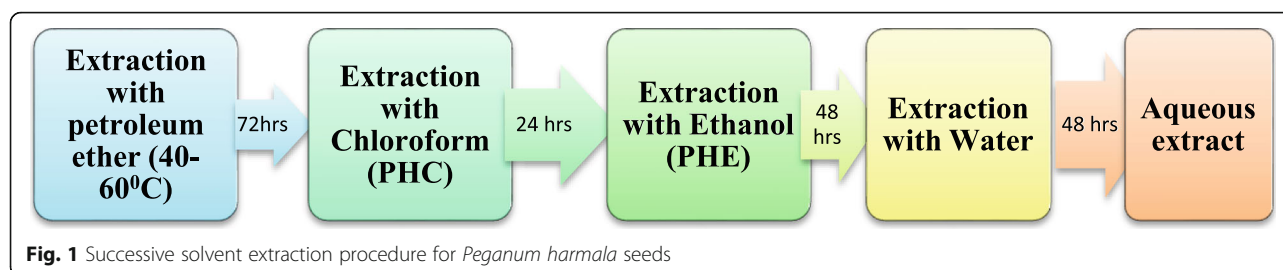 Extraction
with
petroleum
ether (40-
60⁰C)
72hrs
Extraction
with
Chloroform
(PHC)
24 hrs
Extraction
with Ethanol
(PHE)
48
hrs
Extraction
with Water
48 hrs
Aqueous
extract
Fig. 1 Successive solvent extraction procedure for Peganum harmala seeds